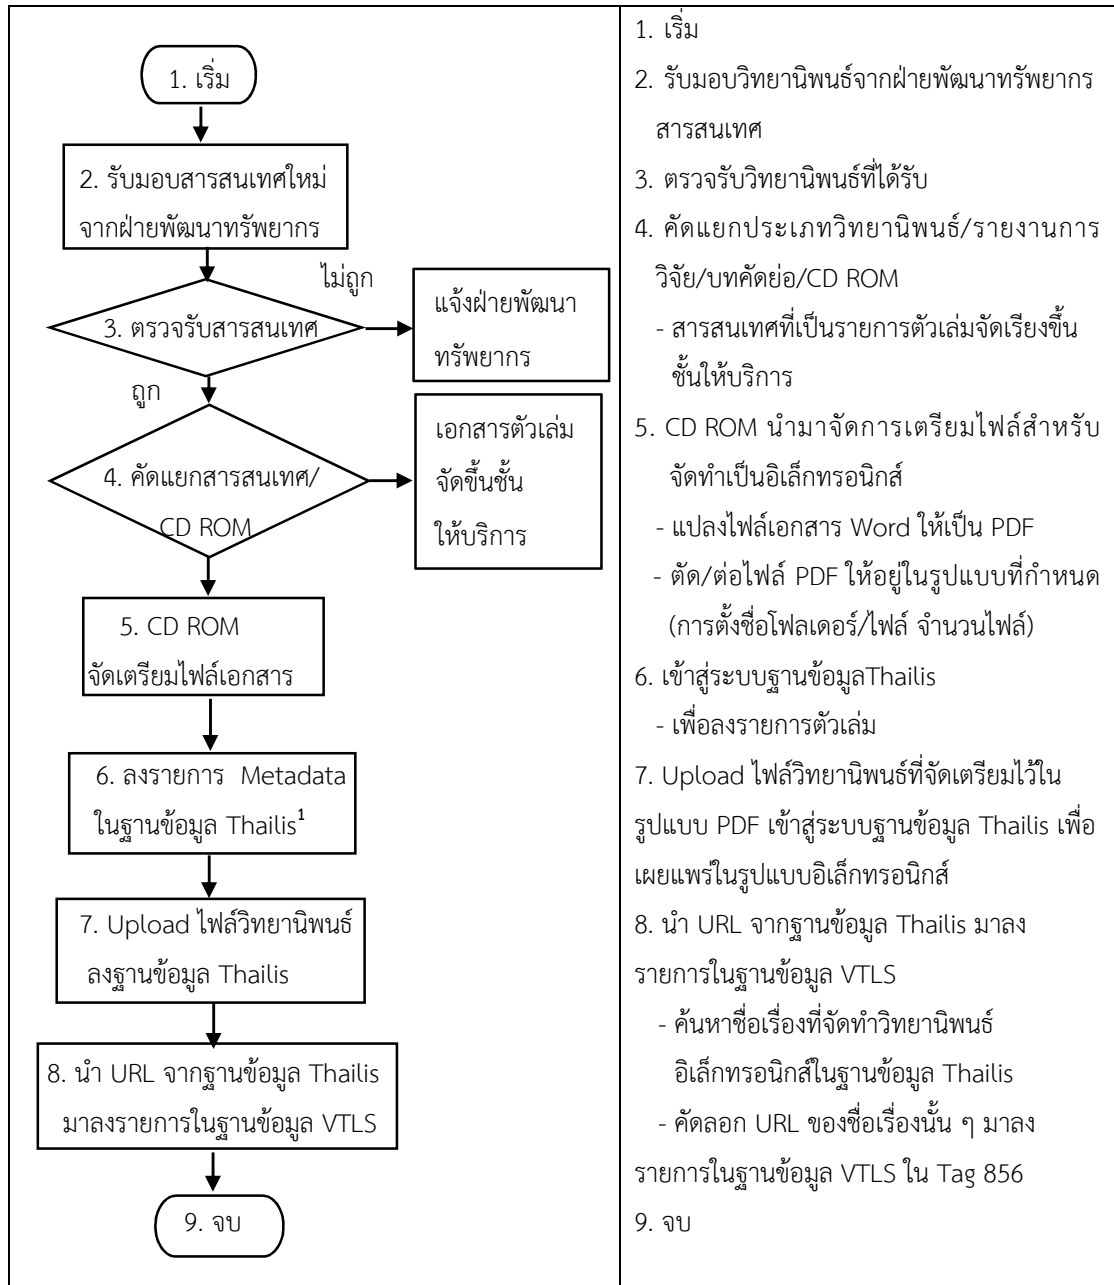 1. เริ่ม
2. รับมอบสารสนเทศใหม่
จากฝ่ายพัฒนาทรัพยากร
ไม่ถูก
3. ตรวจรับสารสนเทศ
แจ้งฝ่ายพัฒนา
ทรัพยากร
ถูก
4. คัดแยกสารสนเทศ/
CD ROM
เอกสารตัวเล่ม
จัดขึ้นชั้น
ให้บริการ
5. CD ROM
จัดเตรียมไฟล์เอกสาร
6. ลงรายการ Metadata
ในฐานข้อมูล Thailis¹
7. Upload ไฟล์วิทยานิพนธ์
ลงฐานข้อมูล Thailis
8. นำ URL จากฐานข้อมูล Thailis
มาลงรายการในฐานข้อมูล VTLS
9. จบ
1. เริ่ม
2. รับมอบวิทยานิพนธ์จากฝ่ายพัฒนาทรัพยากร
สารสนเทศ
3. ตรวจรับวิทยานิพนธ์ที่ได้รับ
4. คัดแยกประเภทวิทยานิพนธ์/รายงานการ
วิจัย/บทคัดย่อ/CD ROM
- สารสนเทศที่เป็นรายการตัวเล่มจัดเรียงขึ้น
ชั้นให้บริการ
5. CD ROM นำมาจัดการเตรียมไฟล์สำหรับ
จัดทำเป็นอิเล็กทรอนิกส์
- แปลงไฟล์เอกสาร Word ให้เป็น PDF
- ตัด/ต่อไฟล์ PDF ให้อยู่ในรูปแบบที่กำหนด
(การตั้งชื่อโฟลเดอร์/ไฟล์ จำนวนไฟล์)
6. เข้าสู่ระบบฐานข้อมูลThailis
- เพื่อลงรายการตัวเล่ม
7. Upload ไฟล์วิทยานิพนธ์ที่จัดเตรียมไว้ใน
รูปแบบ PDF เข้าสู่ระบบฐานข้อมูล Thailis เพื่อ
เผยแพร่ในรูปแบบอิเล็กทรอนิกส์
8. นำ URL จากฐานข้อมูล Thailis มาลง
รายการในฐานข้อมูล VTLS
- ค้นหาชื่อเรื่องที่จัดทำวิทยานิพนธ์
อิเล็กทรอนิกส์ในฐานข้อมูล Thailis
- คัดลอก URL ของชื่อเรื่องนั้น ๆ มาลง
รายการในฐานข้อมูล VTLS ใน Tag 856
9. จบ